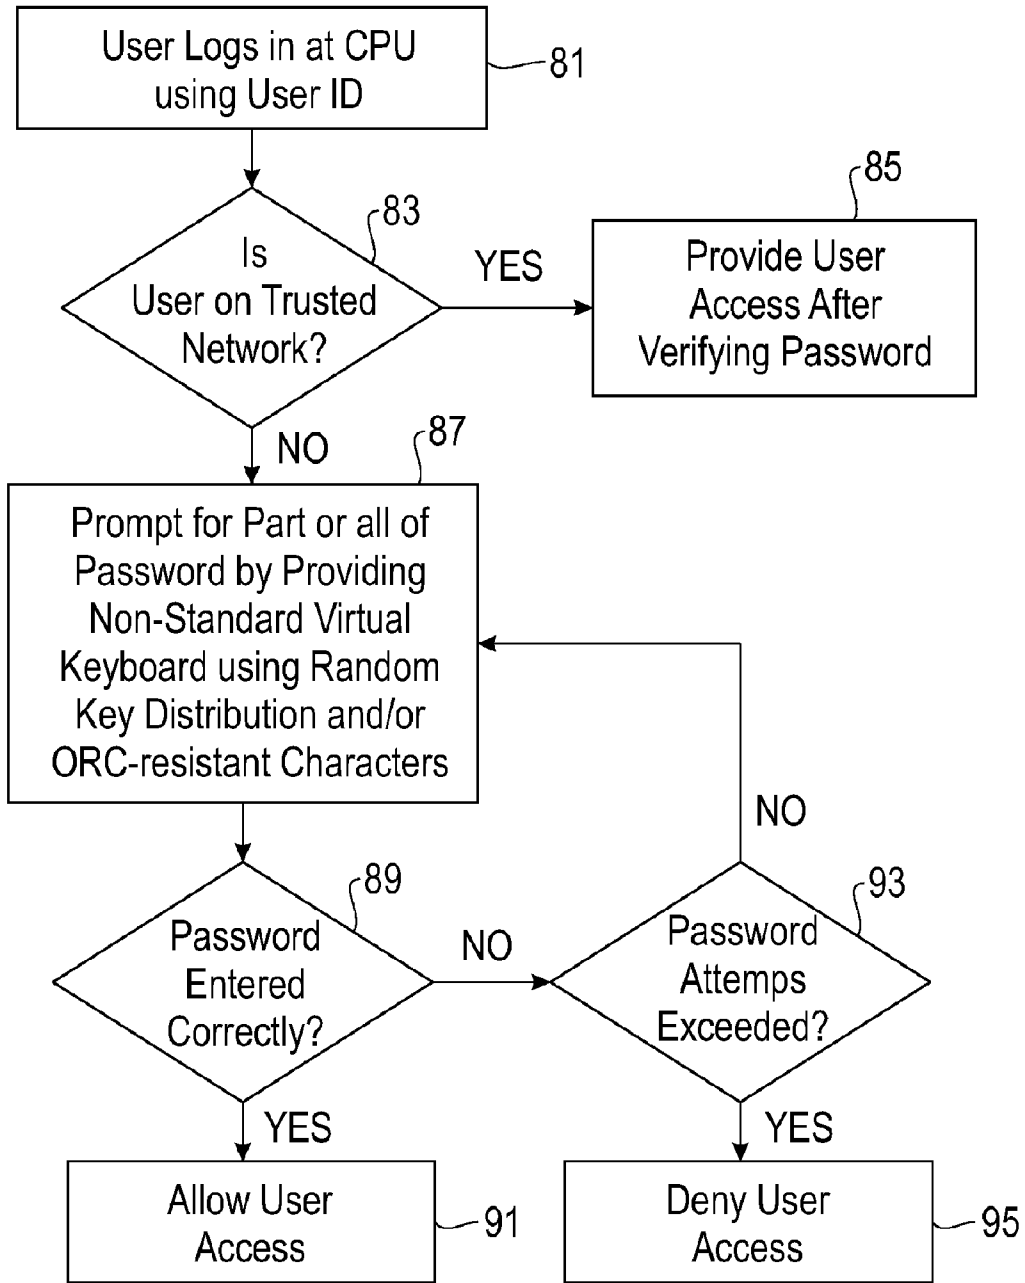 User Logs in at CPU
using User ID
81
Is
User on Trusted
Network?
83
YES
85
Provide User
Access After
Verifying Password
NO
87
Prompt for Part or all of
Password by Providing
Non-Standard Virtual
Keyboard using Random
Key Distribution and/or
ORC-resistant Characters
Password
Entered
Correctly?
89
NO
Password
Attemps
Exceeded?
93
NO
YES
Allow User
Access
91
YES
Deny User
Access
95